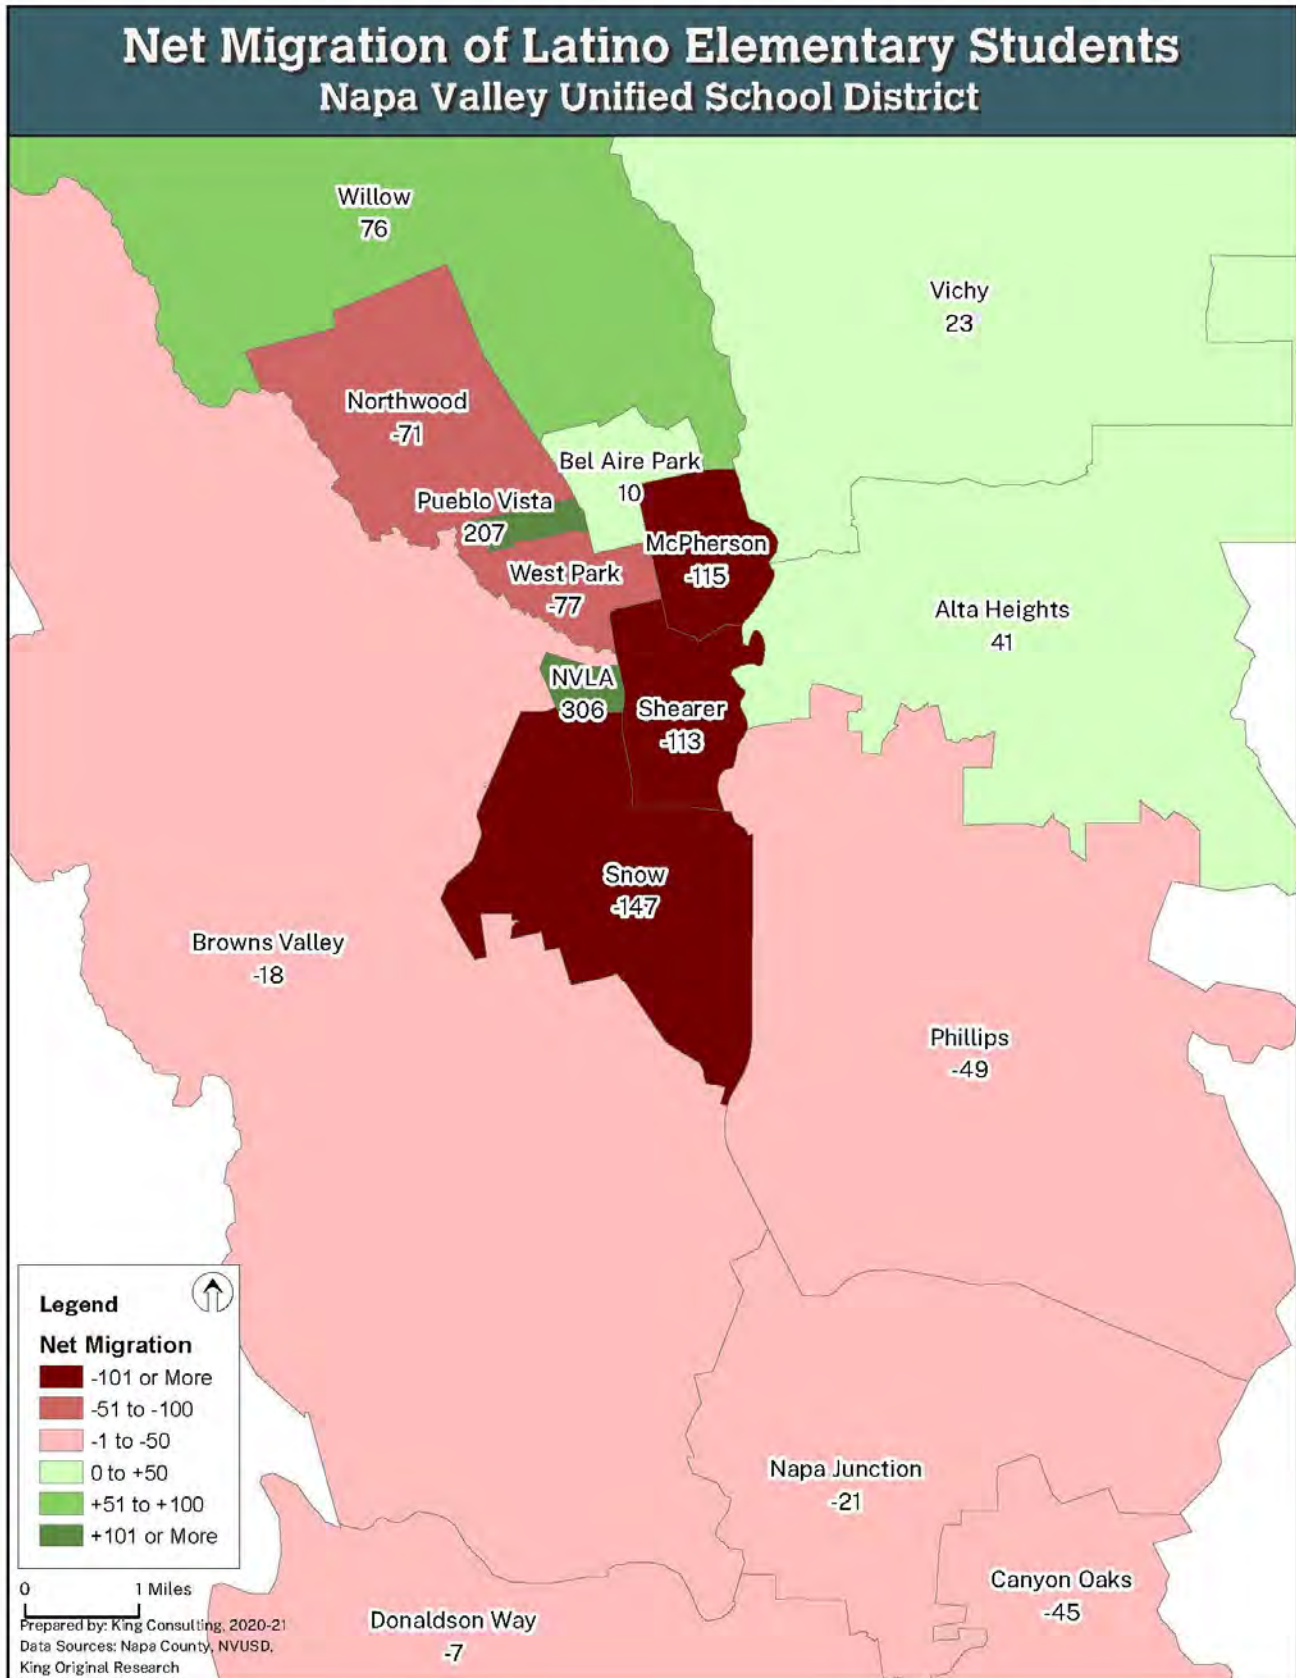 Net Migration of Latino Elementary Students
Napa Valley Unified School District
Willow
76
Vichy
23
Northwood
-71
Bel Aire Park
10
Pueblo Vista
207
McPherson
-115
West Park
-77
Alta Heights
41
NVLA
306
Shearer
-113
Snow
-147
Browns Valley
-18
Phillips
-49
Legend
Net Migration
-101 or More
-51 to -100
-1 to -50
0 to +50
+51 to +100
+101 or More
Napa Junction
-21
Canyon Oaks
-45
Donaldson Way
-7
0 1 Miles
Prepared by: King Consulting, 2020-21
Data Sources: Napa County, NVUSD,
King Original Research